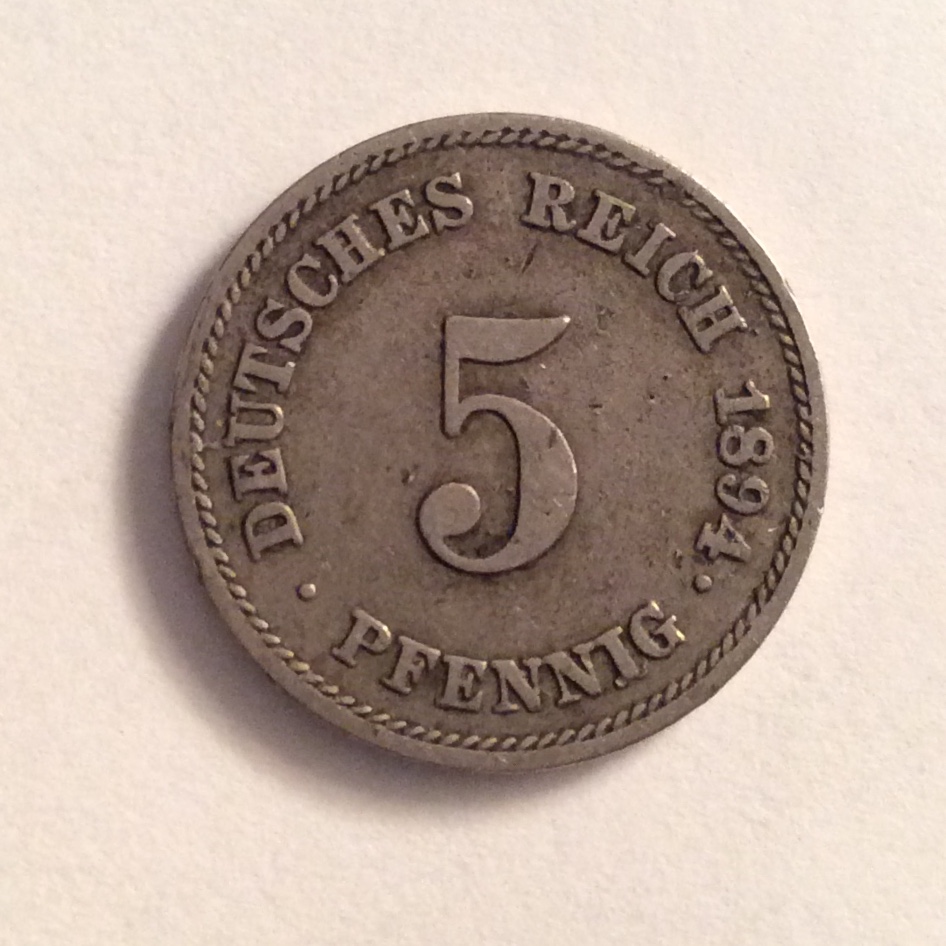 DEUTSCHES REICH 1894.
5
. PFENNIG